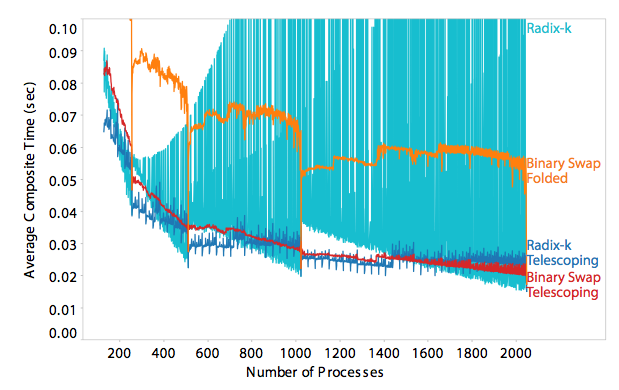 0.10
0.09
0.08
0.07
0.06
0.05
0.04
0.03
0.02
0.01
0.00
Average Composite Time (sec)
Radix-k
Binary Swap
Folded
Radix-k
Telescoping
Binary Swap
Telescoping
200 400 600 800 1000 1200 1400 1600 1800 2000
Number of Processes